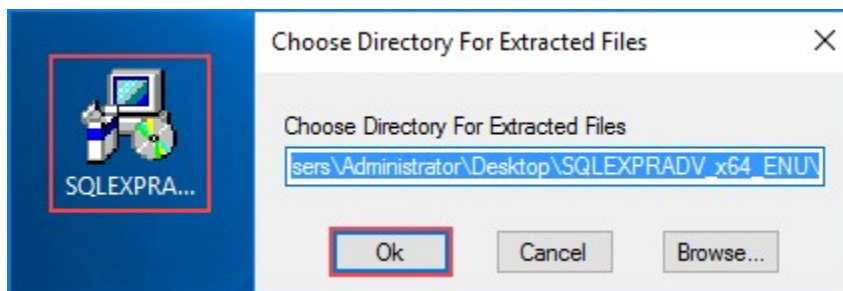 Choose Directory For Extracted Files
Choose Directory For Extracted Files
sers\Administrator\Desktop\SQLEXPRADV_x64_ENU\
SQLEXPRA...
Ok
Cancel
Browse...